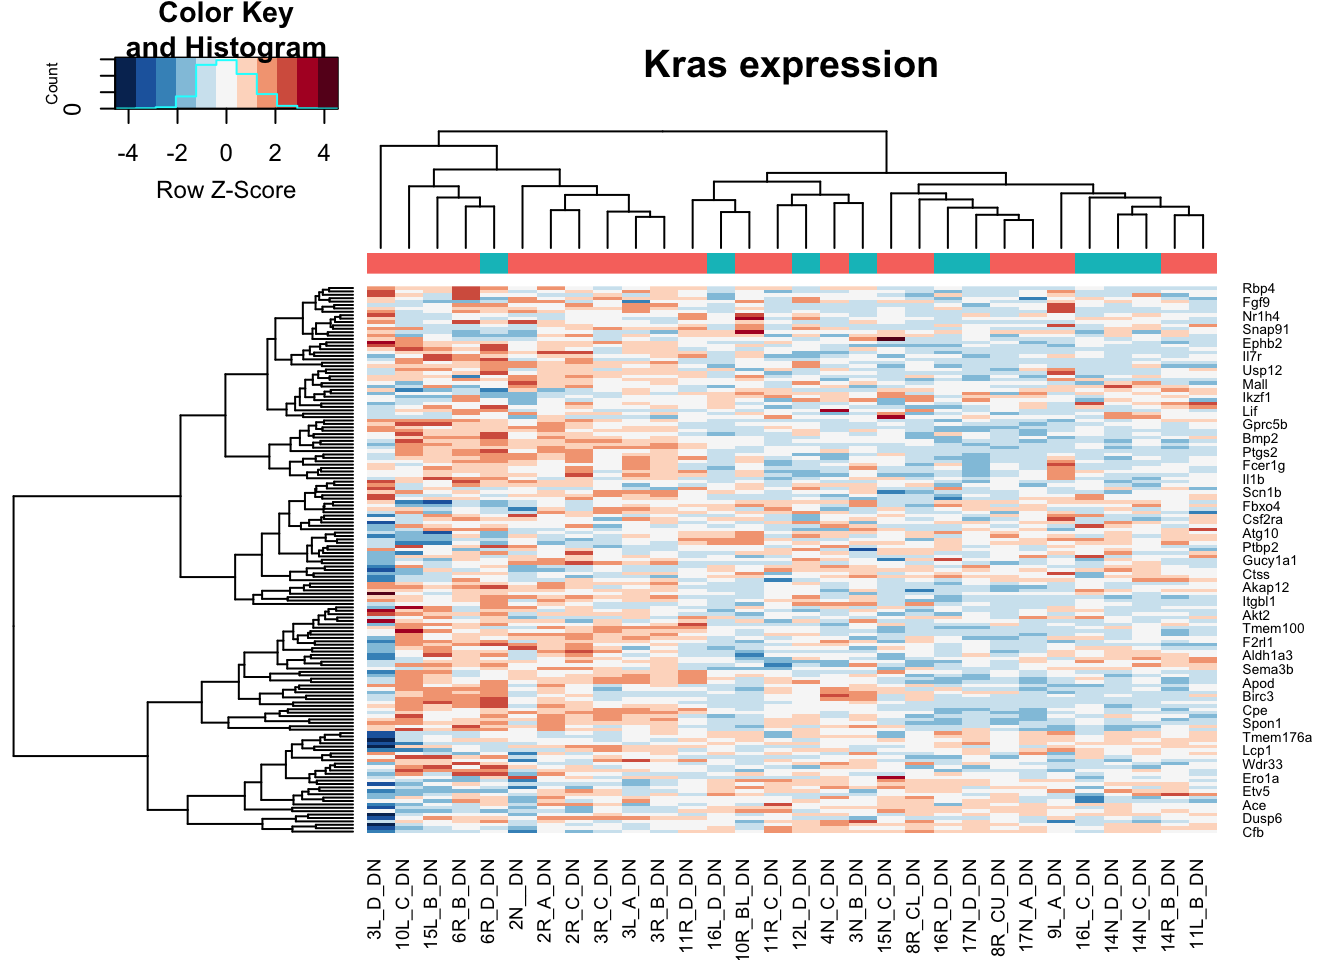 Color Key
and Histogram
Kras expression
Count
0
-4 -2 0 2 4
Row Z-Score
Rbp4
Fgf9
Nr1h4
Snap91
Ephb2
Il7r
Usp12
Mall
Ikzf1
Lif
Gprc5b
Bmp2
Ptgs2
Fcer1g
Il1b
Scn1b
Fbxo4
Csf2ra
Atg10
Ptbp2
Gucy1a1
Ctss
Akap12
Itgbl1
Akt2
Tmem100
F2rl1
Aldh1a3
Sema3b
Apod
Birc3
Cpe
Spon1
Tmem176a
Lcp1
Wdr33
Ero1a
Etv5
Ace
Dusp6
Cfb
3L_D_DN
10L_C_DN
15L_B_DN
6R_B_DN
6R_D_DN
2N__DN
2R_A_DN
2R_C_DN
3R_C_DN
3L_A_DN
3R_B_DN
11R_D_DN
16L_D_DN
10R_BL_DN
11R_C_DN
12L_D_DN
4N_C_DN
3N_B_DN
15N_C_DN
8R_CL_DN
16R_D_DN
17N_D_DN
8R_CU_DN
17N_A_DN
9L_A_DN
16L_C_DN
14N_D_DN
14N_C_DN
14R_B_DN
11L_B_DN